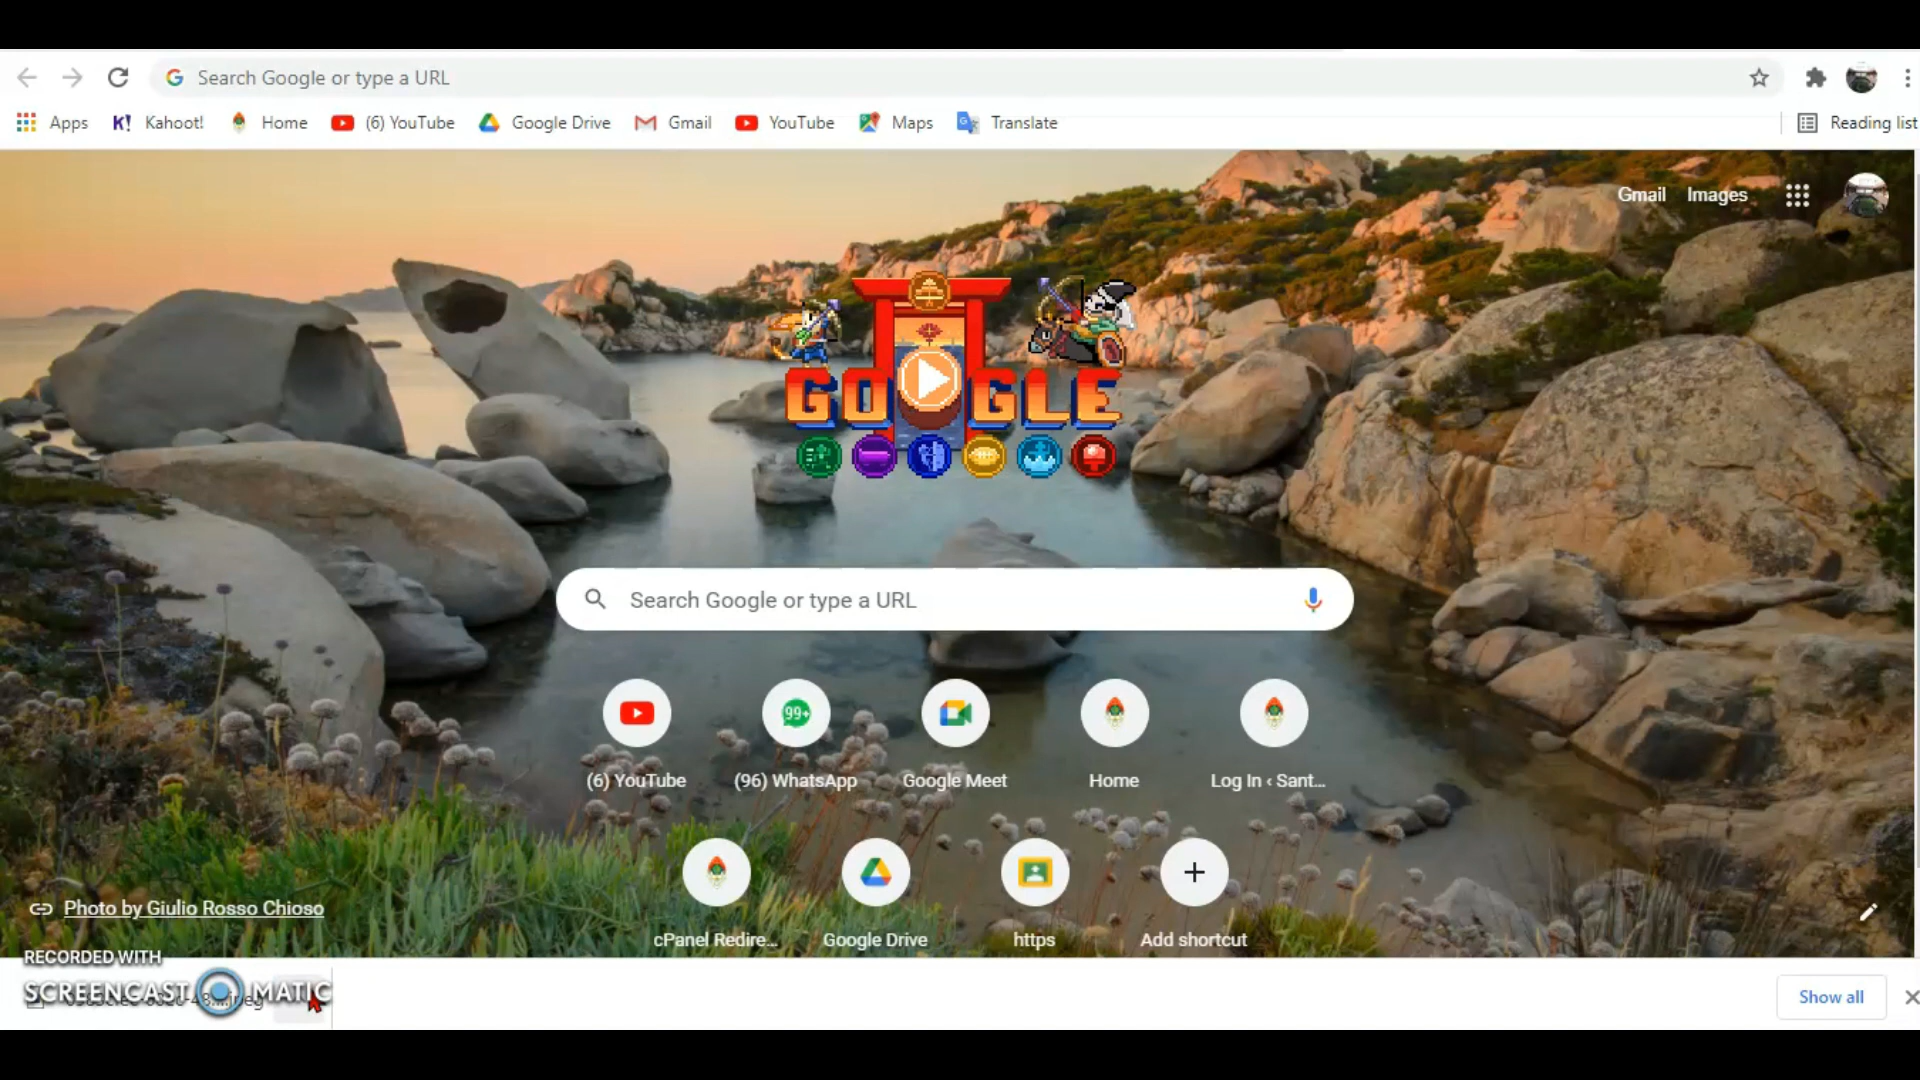 Search Google or type a URL
Apps Kahoot! Home (6) YouTube Google Drive Gmail YouTube Maps Translate Reading list
Gmail Images
GOOGLE
Search Google or type a URL
99+
(6) YouTube (96) WhatsApp Google Meet Home Log In ‹ Sant...
cPanel Redire... Google Drive https Add shortcut
Photo by Giulio Rosso Chioso
RECORDED WITH
SCREENCAST MATIC
Show all